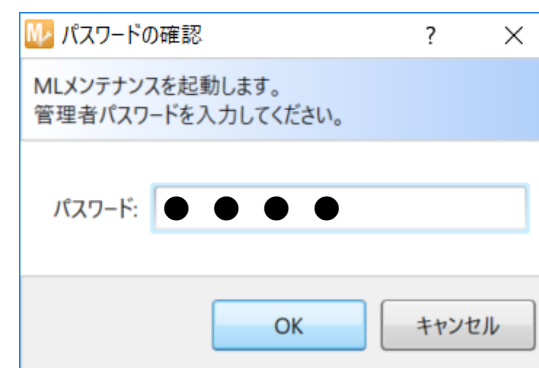 パスワードの確認
MLメンテナンスを起動します。
管理者パスワードを入力してください。
パスワード: ●●●●
OK キャンセル